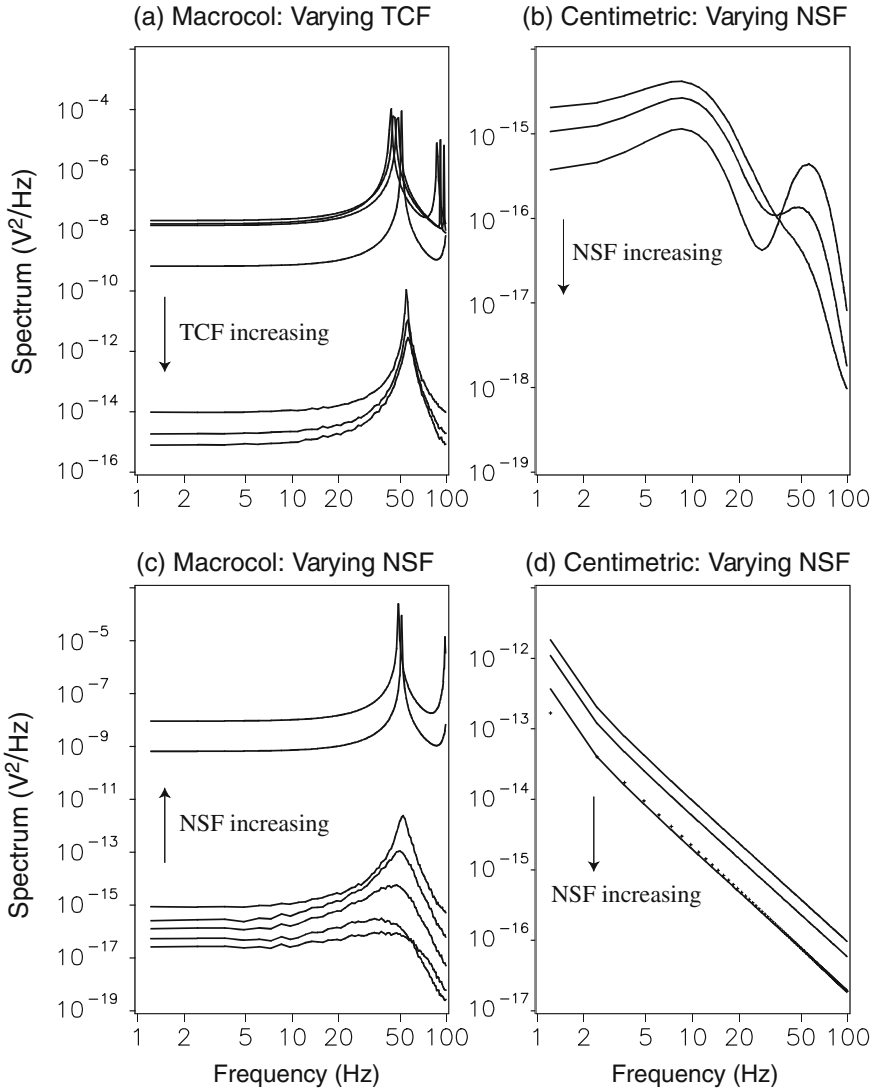 (a) Macrocol: Varying TCF
(b) Centimetric: Varying NSF
Spectrum (V²/Hz)
10⁻⁴
10⁻⁶
10⁻⁸
10⁻¹⁰
10⁻¹²
10⁻¹⁴
10⁻¹⁶
TCF increasing
1 2 5 10 20 50 100
10⁻¹⁵
10⁻¹⁶
10⁻¹⁷
10⁻¹⁸
10⁻¹⁹
NSF increasing
1 2 5 10 20 50 100
(c) Macrocol: Varying NSF
(d) Centimetric: Varying NSF
Spectrum (V²/Hz)
10⁻⁵
10⁻⁷
10⁻⁹
10⁻¹¹
10⁻¹³
10⁻¹⁵
10⁻¹⁷
10⁻¹⁹
NSF increasing
1 2 5 10 20 50 100
Frequency (Hz)
10⁻¹²
10⁻¹³
10⁻¹⁴
10⁻¹⁵
10⁻¹⁶
10⁻¹⁷
NSF increasing
1 2 5 10 20 50 100
Frequency (Hz)